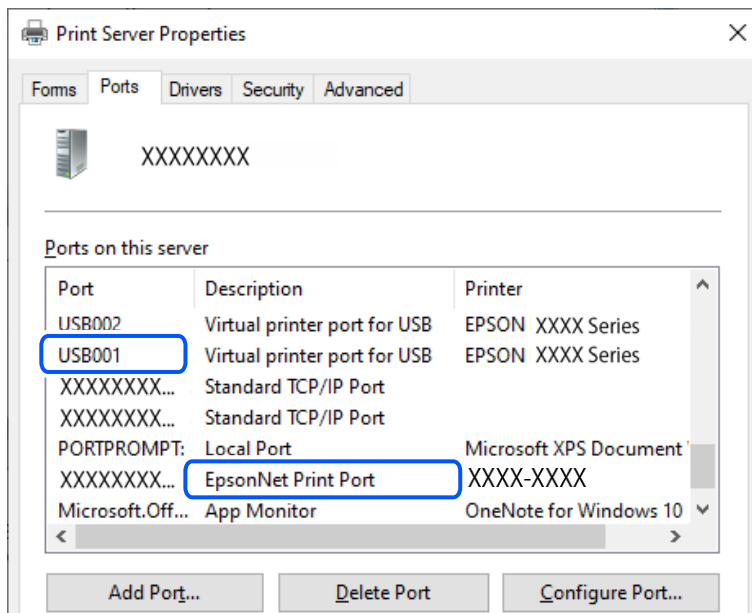 Print Server Properties
Forms Ports Drivers Security Advanced
XXXXXXXX
Ports on this server
Port Description Printer
USB002 Virtual printer port for USB EPSON XXXX Series
USB001 Virtual printer port for USB EPSON XXXX Series
XXXXXXXX... Standard TCP/IP Port
XXXXXXXX... Standard TCP/IP Port
PORTPROMPT: Local Port Microsoft XPS Document
XXXXXXXX... EpsonNet Print Port XXXX-XXXX
Microsoft.Off... App Monitor OneNote for Windows 10
Add Port... Delete Port Configure Port...